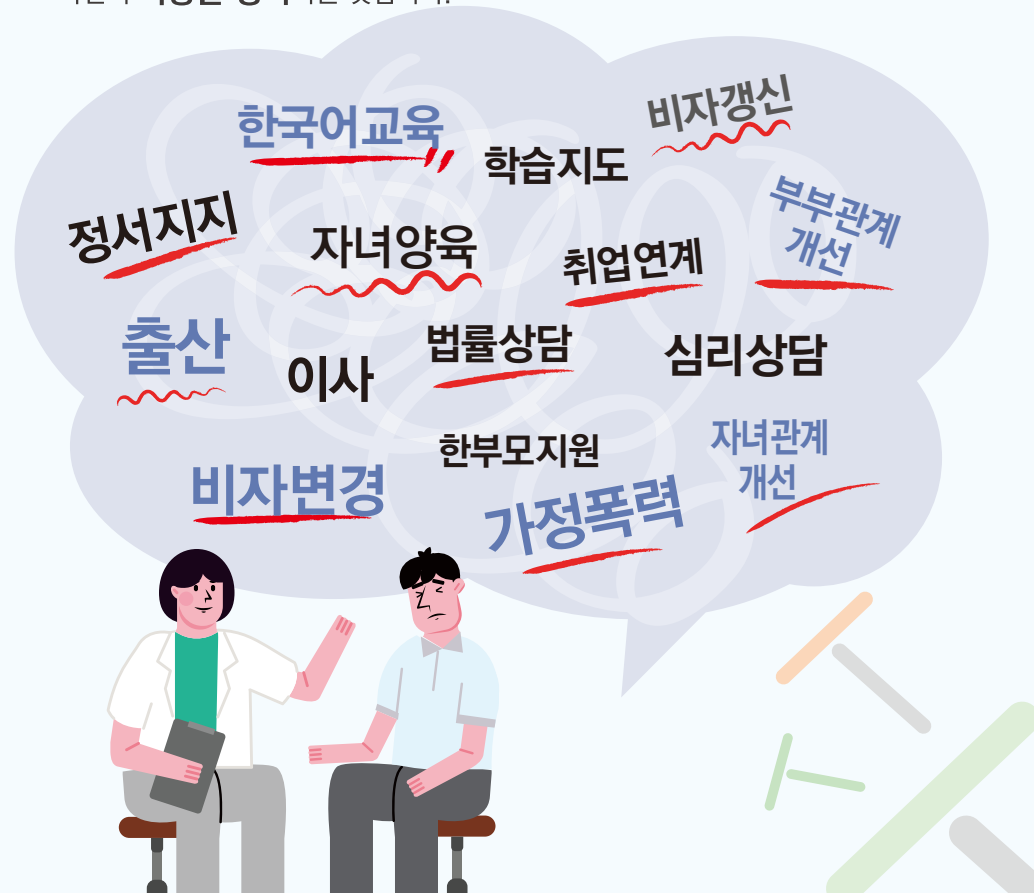 한국어교육
비자갱신
학습지도
정서지지
자녀양육
취업연계
부부관계
개선
출산
이사
법률상담
심리상담
한부모지원
자녀관계
개선
비자변경
가정폭력